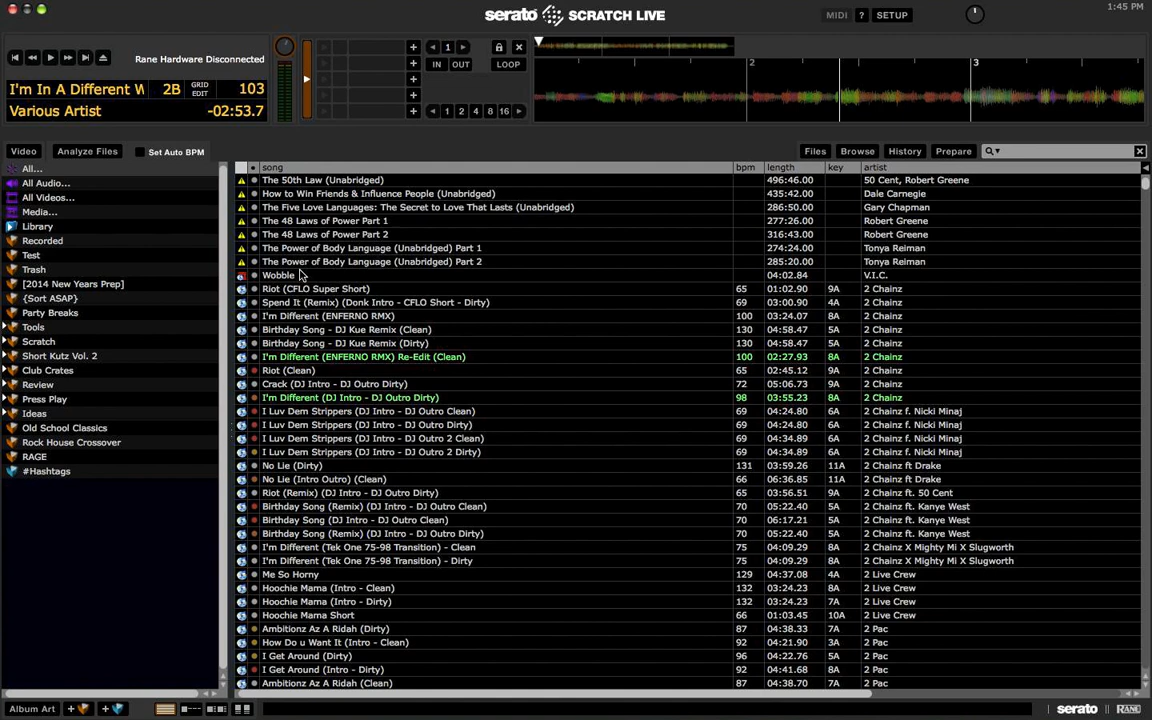 1:45 PM
serato SCRATCH LIVE
MIDI ? SETUP
Rane Hardware Disconnected
I'm In A Different W 2B GRID EDIT 103
Various Artist -02:53.7
1
IN OUT LOOP
1 2 4 8 16
2 3
Video Analyze Files Set Auto BPM
Files Browse History Prepare
song bpm length key artist
All...
All Audio...
All Videos...
Media...
Library
Recorded
Test
Trash
[2014 New Years Prep]
{Sort ASAP}
Party Breaks
Tools
Scratch
Short Kutz Vol. 2
Club Crates
Review
Press Play
Ideas
Old School Classics
Rock House Crossover
RAGE
#Hashtags
The 50th Law (Unabridged) 496:46.00 50 Cent, Robert Greene
How to Win Friends & Influence People (Unabridged) 435:42.00 Dale Carnegie
The Five Love Languages: The Secret to Love That Lasts (Unabridged) 286:50.00 Gary Chapman
The 48 Laws of Power Part 1 277:26.00 Robert Greene
The 48 Laws of Power Part 2 316:43.00 Robert Greene
The Power of Body Language (Unabridged) Part 1 274:24.00 Tonya Reiman
The Power of Body Language (Unabridged) Part 2 285:20.00 Tonya Reiman
Wobble 04:02.84 V.I.C.
Riot (CFLO Super Short) 65 01:02.90 9A 2 Chainz
Spend It (Remix) (Donk Intro - CFLO Short - Dirty) 69 03:00.90 4A 2 Chainz
I'm Different (ENFERNO RMX) 100 03:24.07 8A 2 Chainz
Birthday Song - DJ Kue Remix (Clean) 130 04:58.47 5A 2 Chainz
Birthday Song - DJ Kue Remix (Dirty) 130 04:58.47 5A 2 Chainz
I'm Different (ENFERNO RMX) Re-Edit (Clean) 100 02:27.93 8A 2 Chainz
Riot (Clean) 65 02:45.12 9A 2 Chainz
Crack (DJ Intro - DJ Outro Dirty) 72 05:06.73 9A 2 Chainz
I'm Different (DJ Intro - DJ Outro Dirty) 98 03:55.23 8A 2 Chainz
I Luv Dem Strippers (DJ Intro - DJ Outro Clean) 69 04:24.80 6A 2 Chainz f. Nicki Minaj
I Luv Dem Strippers (DJ Intro - DJ Outro Dirty) 69 04:24.80 6A 2 Chainz f. Nicki Minaj
I Luv Dem Strippers (DJ Intro - DJ Outro 2 Clean) 69 04:34.89 6A 2 Chainz f. Nicki Minaj
I Luv Dem Strippers (DJ Intro - DJ Outro 2 Dirty) 69 04:34.89 6A 2 Chainz f. Nicki Minaj
No Lie (Dirty) 131 03:59.26 11A 2 Chainz ft Drake
No Lie (Intro Outro) (Clean) 66 06:36.85 11A 2 Chainz ft Drake
Riot (Remix) (DJ Intro - DJ Outro Dirty) 65 03:56.51 9A 2 Chainz ft. 50 Cent
Birthday Song (Remix) (DJ Intro - DJ Outro Clean) 70 05:22.40 5A 2 Chainz ft. Kanye West
Birthday Song (DJ Intro - DJ Outro Clean) 70 06:17.21 5A 2 Chainz ft. Kanye West
Birthday Song (Remix) (DJ Intro - DJ Outro Dirty) 70 05:22.40 5A 2 Chainz ft. Kanye West
I'm Different (Tek One 75-98 Transition) - Clean 75 04:09.29 8A 2 Chainz X Mighty Mi X Slugworth
I'm Different (Tek One 75-98 Transition) - Dirty 75 04:09.29 8A 2 Chainz X Mighty Mi X Slugworth
Me So Horny 129 04:37.08 4A 2 Live Crew
Hoochie Mama (Intro - Clean) 132 03:24.23 8A 2 Live Crew
Hoochie Mama (Intro - Dirty) 132 03:24.23 7A 2 Live Crew
Hoochie Mama Short 66 01:03.45 10A 2 Live Crew
Ambitionz Az A Ridah (Dirty) 87 04:38.33 7A 2 Pac
How Do u Want It (Intro - Clean) 92 04:21.90 3A 2 Pac
I Get Around (Dirty) 96 04:22.76 5A 2 Pac
I Get Around (Intro - Dirty) 92 04:41.68 8A 2 Pac
Ambitionz Az A Ridah (Clean) 87 04:38.70 7A 2 Pac
Album Art
serato RANE